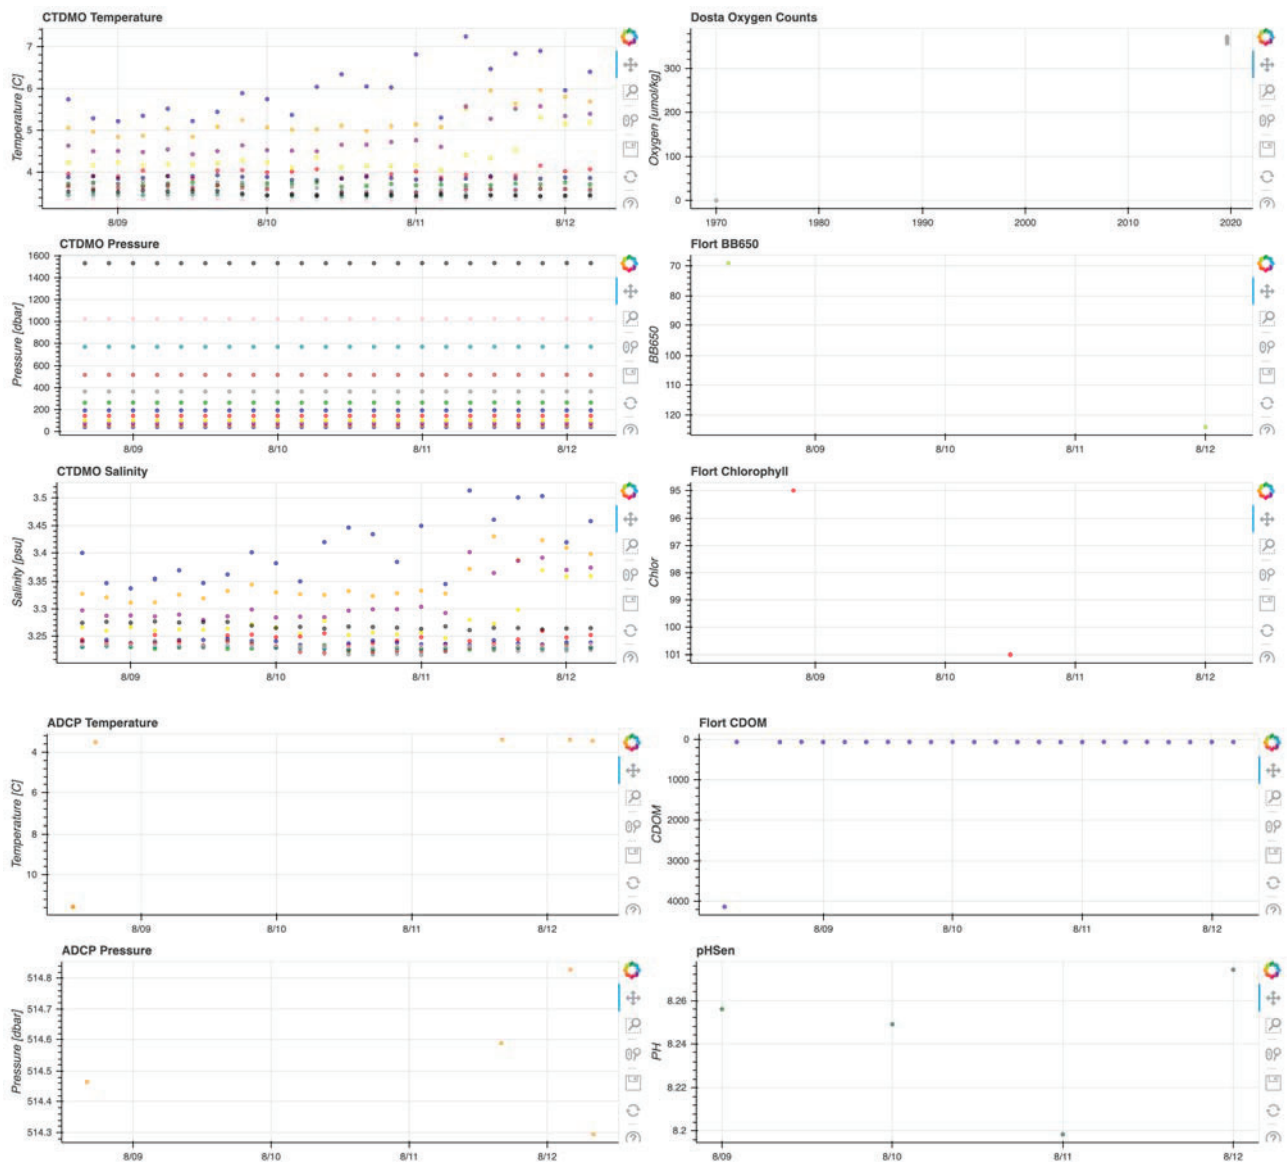 CTDMO Temperature
Temperature [C]
7
6
5
4
8/09 8/10 8/11 8/12
Dosta Oxygen Counts
Oxygen [umol/kg]
300
200
100
0
1970 1980 1990 2000 2010 2020
CTDMO Pressure
Pressure [dbar]
1600
1400
1200
1000
800
600
400
200
0
8/09 8/10 8/11 8/12
Flort BB650
BB650
70
80
90
100
110
120
8/09 8/10 8/11 8/12
CTDMO Salinity
Salinity [psu]
3.5
3.45
3.4
3.35
3.3
3.25
8/09 8/10 8/11 8/12
Flort Chlorophyll
Chlor
95
96
97
98
99
100
101
8/09 8/10 8/11 8/12
ADCP Temperature
Temperature [C]
4
6
8
10
8/09 8/10 8/11 8/12
Flort CDOM
CDOM
0
1000
2000
3000
4000
8/09 8/10 8/11 8/12
ADCP Pressure
Pressure [dbar]
514.8
514.7
514.6
514.5
514.4
514.3
8/09 8/10 8/11 8/12
pHSen
PH
8.26
8.24
8.22
8.2
8/09 8/10 8/11 8/12